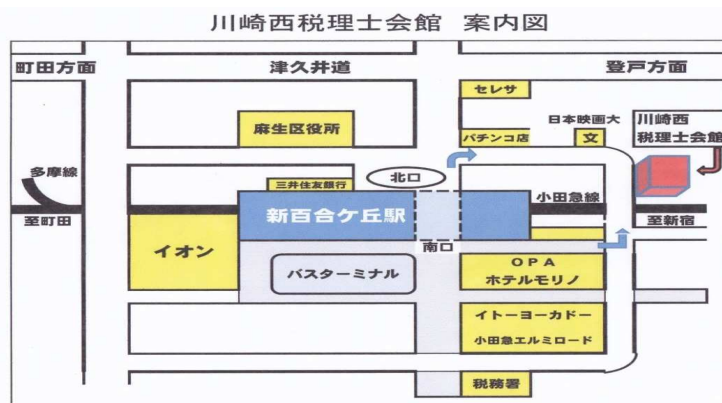 川崎西税理士会館 案内図
町田方面
津久井道
登戸方面
セレサ
麻生区役所
パチンコ店
日本映画大
文
川崎西
税理士会館
多摩線
三井住友銀行
北口
小田急線
至町田
新百合ケ丘駅
至新宿
南口
イオン
バスターミナル
OPA
ホテルモリノ
イトーヨーカドー
小田急エルミロード
税務署